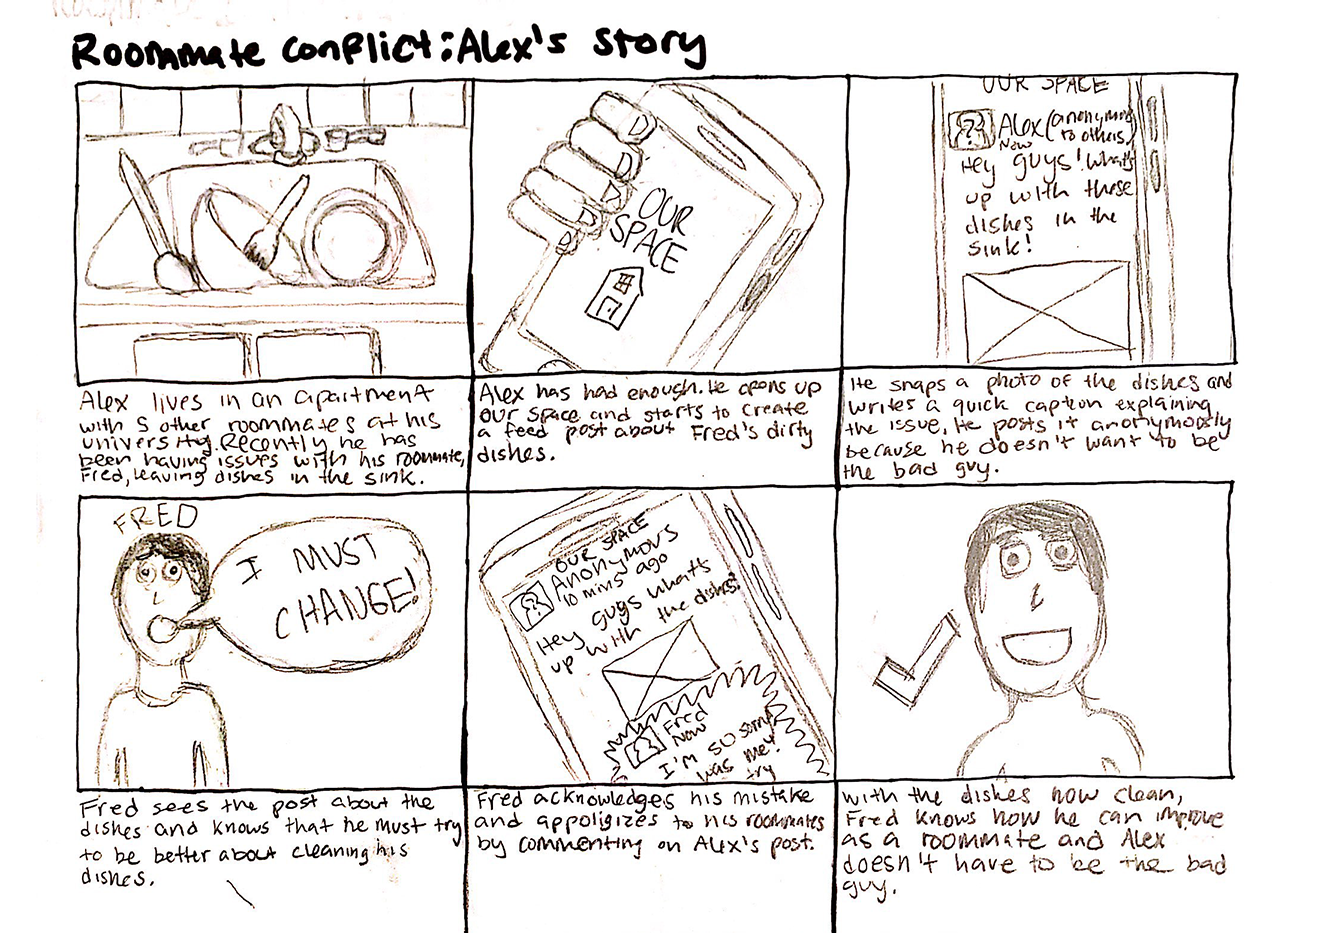 Roommate conflict: Alex's story
OUR
SPACE
OUR SPACE
Alex (anonymous
to others)
Now
Hey guys! What's
up with these
dishes in the
sink!
Alex lives in an apartment
with 5 other roommates at his
university. Recently he has
been having issues with his roommate,
Fred, leaving dishes in the sink.
Alex has had enough. He opens up
our space and starts to create
a feed post about Fred's dirty
dishes.
He snaps a photo of the dishes and
writes a quick caption explaining
the issue. He posts it anonymously
because he doesn't want to be
the bad guy.
FRED
I MUST
CHANGE!
OUR SPACE
Anonymous
10 mins ago
Hey guys what's
up with the dishes?
Fred
Now
I'm so sorry
was me!
try
Fred sees the post about the
dishes and knows that he must try
to be better about cleaning his
dishes.
Fred acknowledges his mistake
and appoligizes to his roommates
by commenting on Alex's post.
with the dishes now clean,
Fred knows how he can improve
as a roommate and Alex
doesn't have to be the bad
guy.